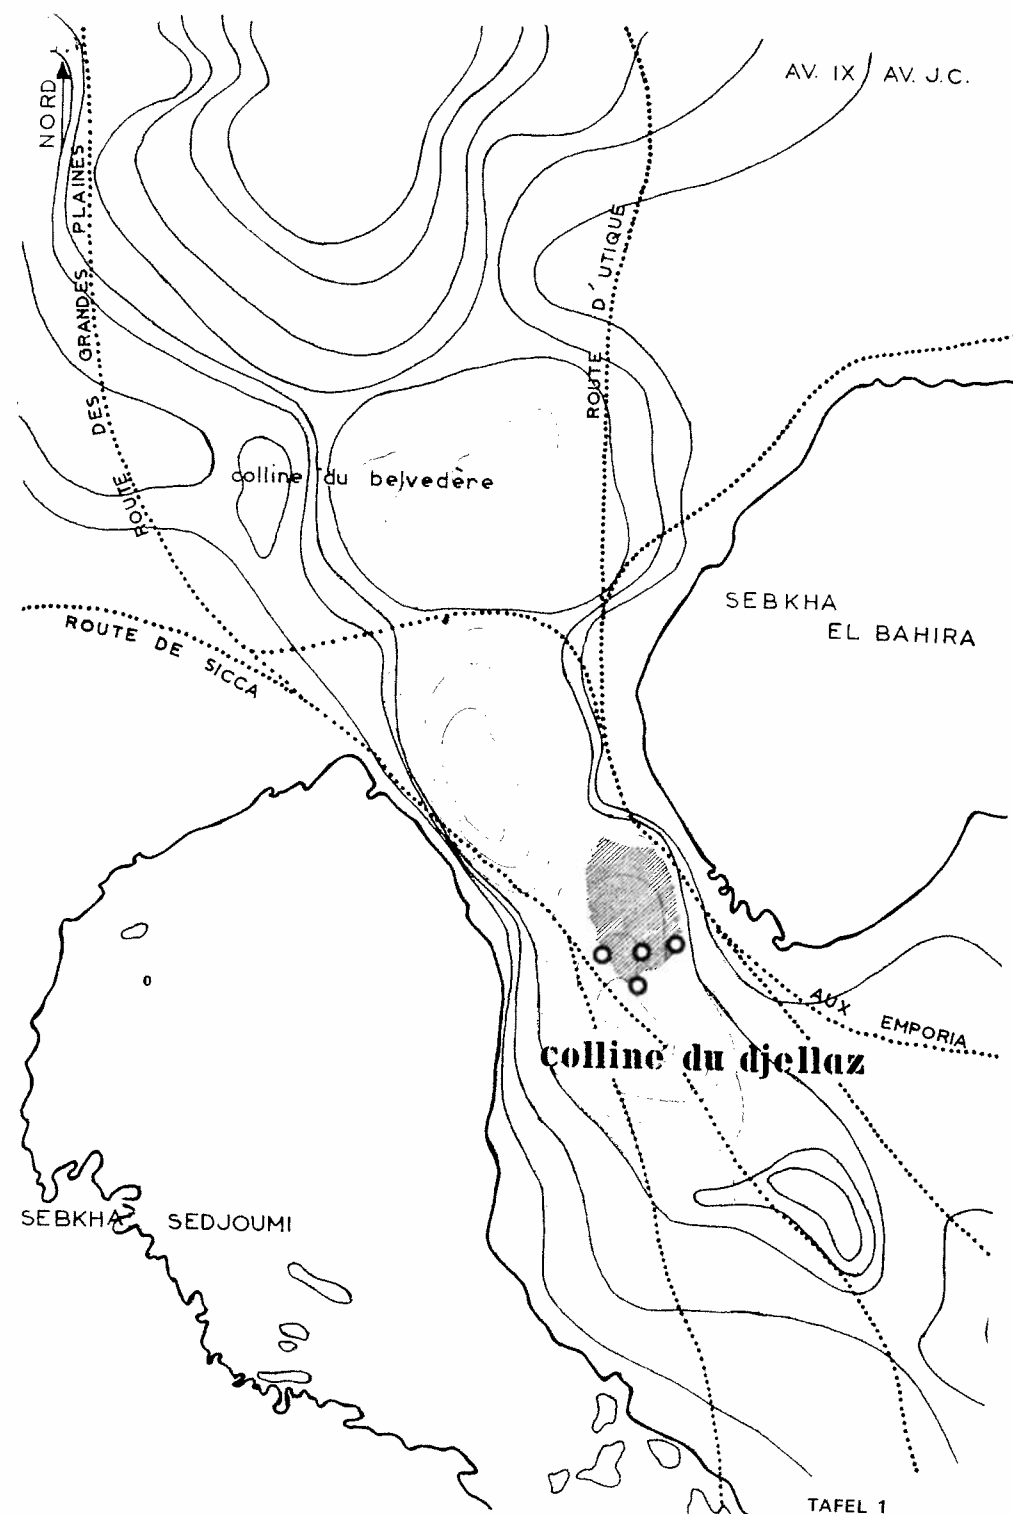 AV. IX AV. J.C.
NORD
ROUTE DES GRANDES PLAINES
ROUTE D'UTIQUE
colline du belvedère
SEBKHA
EL BAHIRA
ROUTE DE SICCA
AUX EMPORIA
colline du djellaz
SEBKHA SEDJOUMI
TAFEL 1